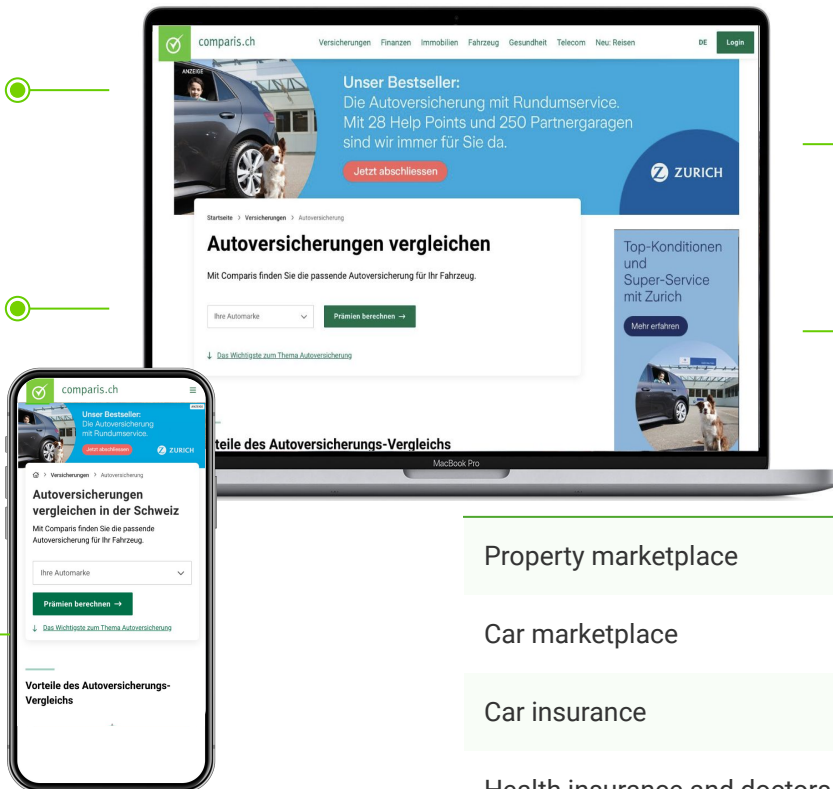 comparis.ch
Versicherungen Finanzen Immobilien Fahrzeug Gesundheit Telecom Neu: Reisen DE Login
ANZEIGE
Unser Bestseller:
Die Autoversicherung mit Rundumservice.
Mit 28 Help Points und 250 Partnergaragen
sind wir immer für Sie da.
Jetzt abschliessen
ZURICH
Startseite > Versicherungen > Autoversicherung
Autoversicherungen vergleichen
Mit Comparis finden Sie die passende Autoversicherung für Ihr Fahrzeug.
Ihre Automarke
Prämien berechnen →
↓ Das Wichtigste zum Thema Autoversicherung
Top-Konditionen
und
Super-Service
mit Zurich
Mehr erfahren
teile des Autoversicherungs-Vergleichs
MacBook Pro
comparis.ch
Unser Bestseller:
Die Autoversicherung
mit Rundumservice.
Jetzt abschliessen
ZURICH
> Versicherungen > Autoversicherung
Autoversicherungen
vergleichen in der Schweiz
Mit Comparis finden Sie die passende
Autoversicherung für Ihr Fahrzeug.
Ihre Automarke
Prämien berechnen →
↓ Das Wichtigste zum Thema Autoversicherung
Vorteile des Autoversicherungs-
Vergleichs
Property marketplace
Car marketplace
Car insurance
Health insurance and doctors